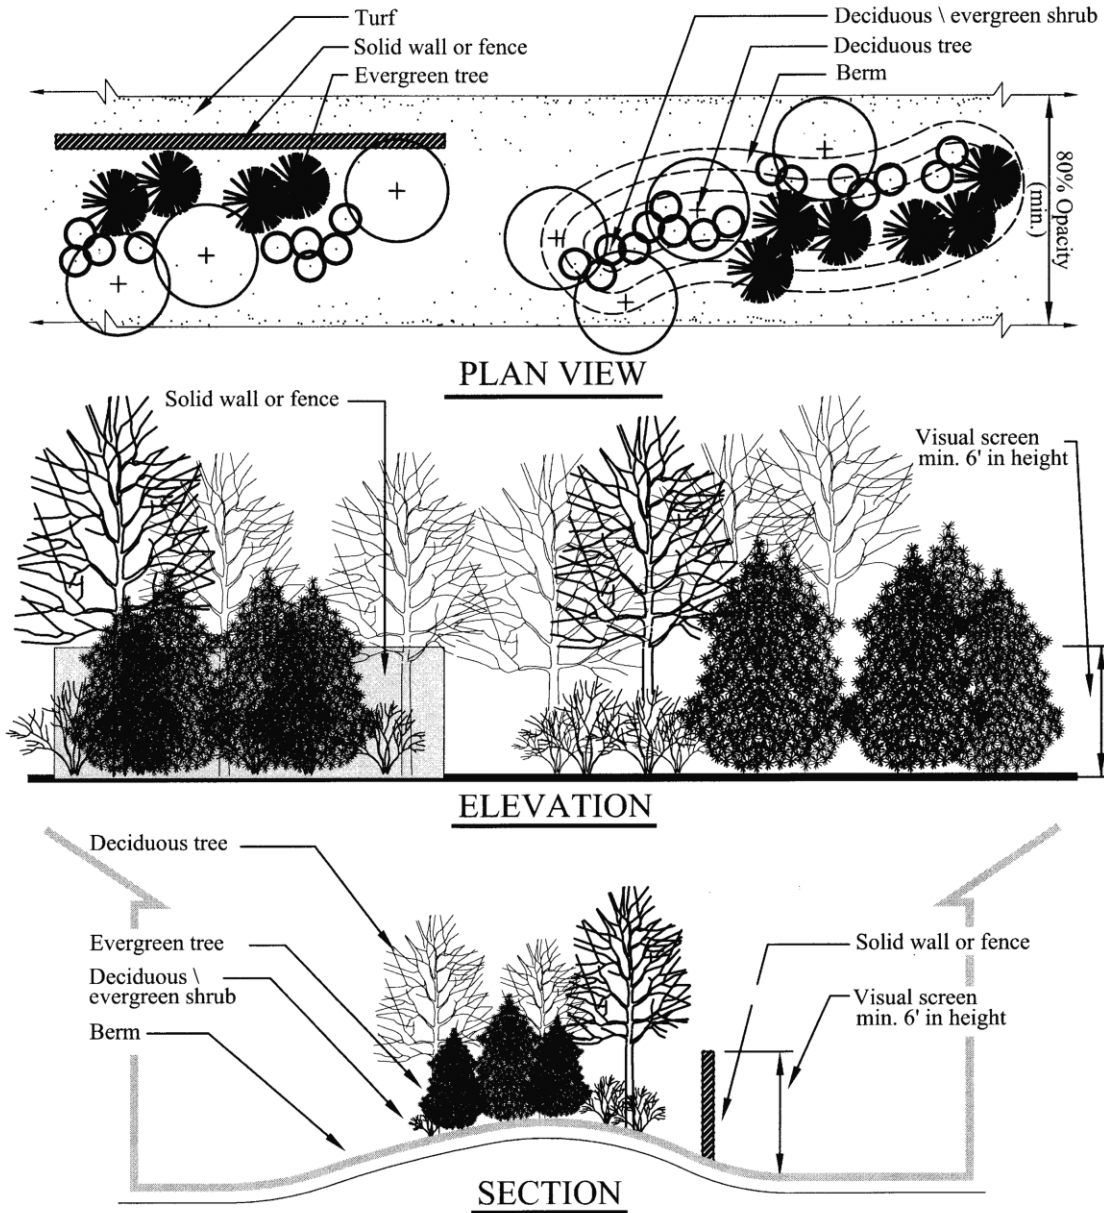 Turf
Solid wall or fence
Evergreen tree
Deciduous \ evergreen shrub
Deciduous tree
Berm
80% Opacity
(min.)
PLAN VIEW
Solid wall or fence
Visual screen
min. 6' in height
ELEVATION
Deciduous tree
Evergreen tree
Deciduous \
evergreen shrub
Berm
Solid wall or fence
Visual screen
min. 6' in height
SECTION